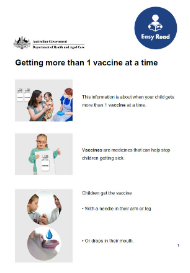 Easy Read
Australian Government
Department of Health and Aged Care
Getting more than 1 vaccine at a time
This information is about when your child gets
more than 1 vaccine at a time.
Vaccines are medicines that can help stop
children getting sick.
Children get the vaccine
• With a needle in their arm or leg
• Or drops in their mouth.
1